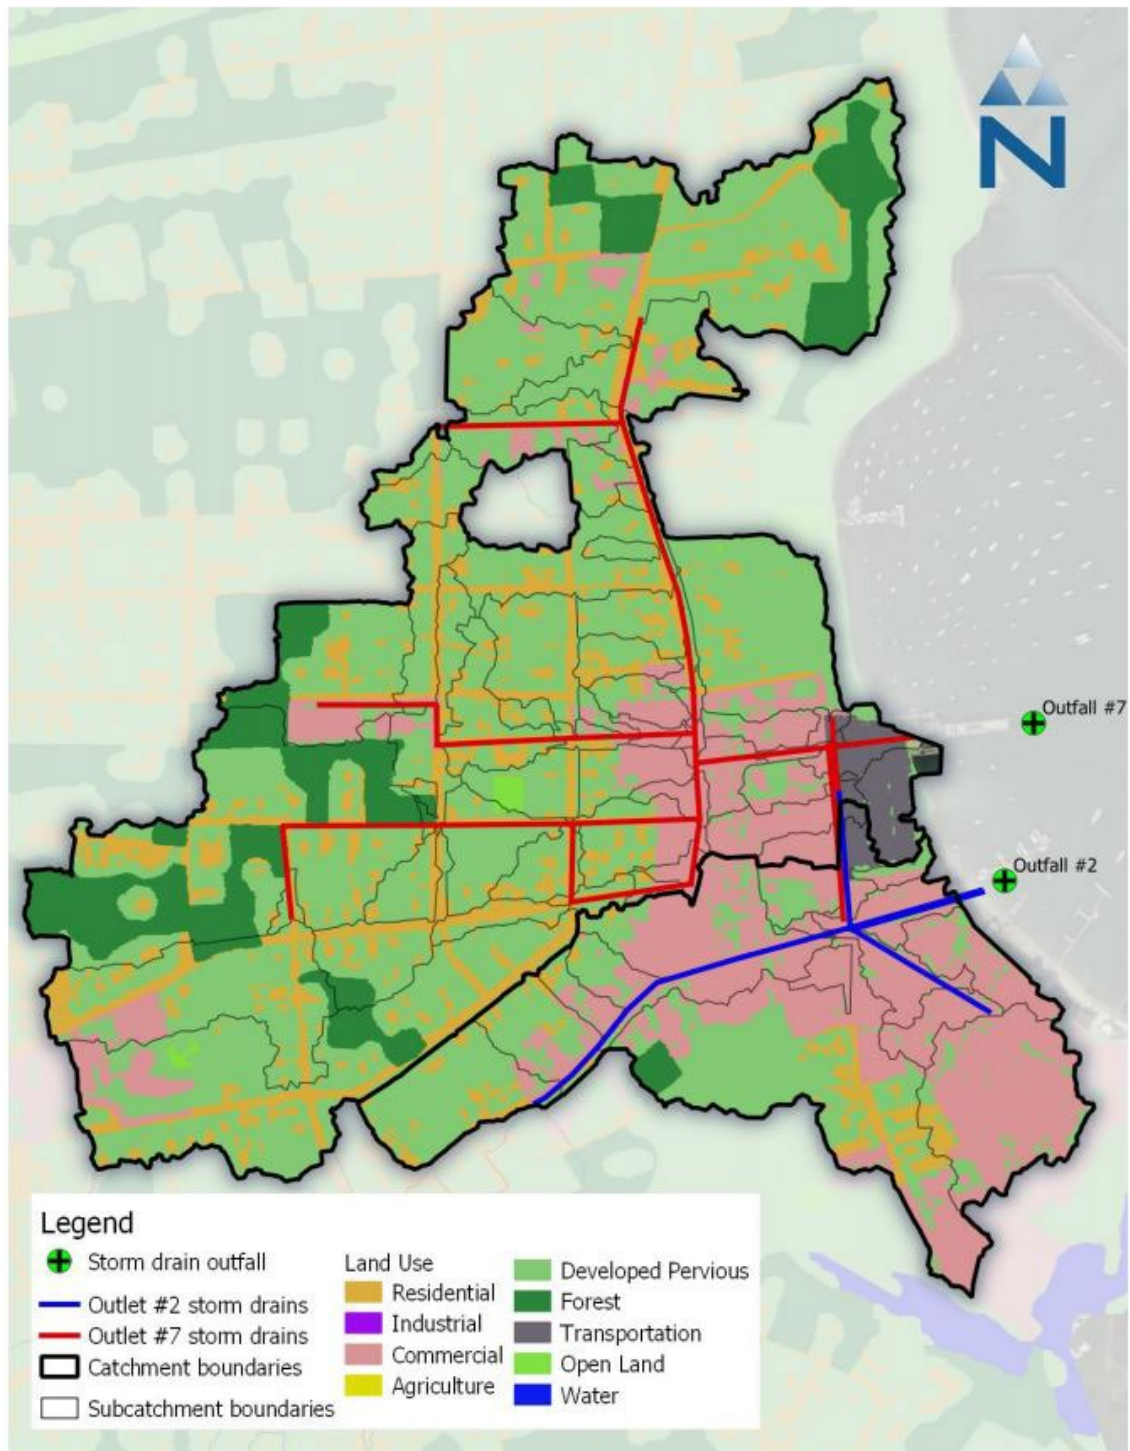 N
Outfall #7
Outfall #2
Legend
Storm drain outfall
Outlet #2 storm drains
Outlet #7 storm drains
Catchment boundaries
Subcatchment boundaries
Land Use
Residential
Industrial
Commercial
Agriculture
Developed Pervious
Forest
Transportation
Open Land
Water